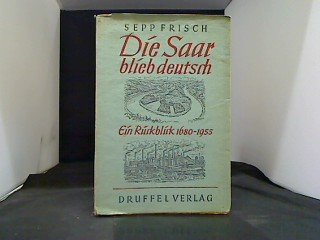 SEPP FRISCH
Die Saar
blieb deutsch
Ein Rückblick 1680-1955
DRUFFEL VERLAG